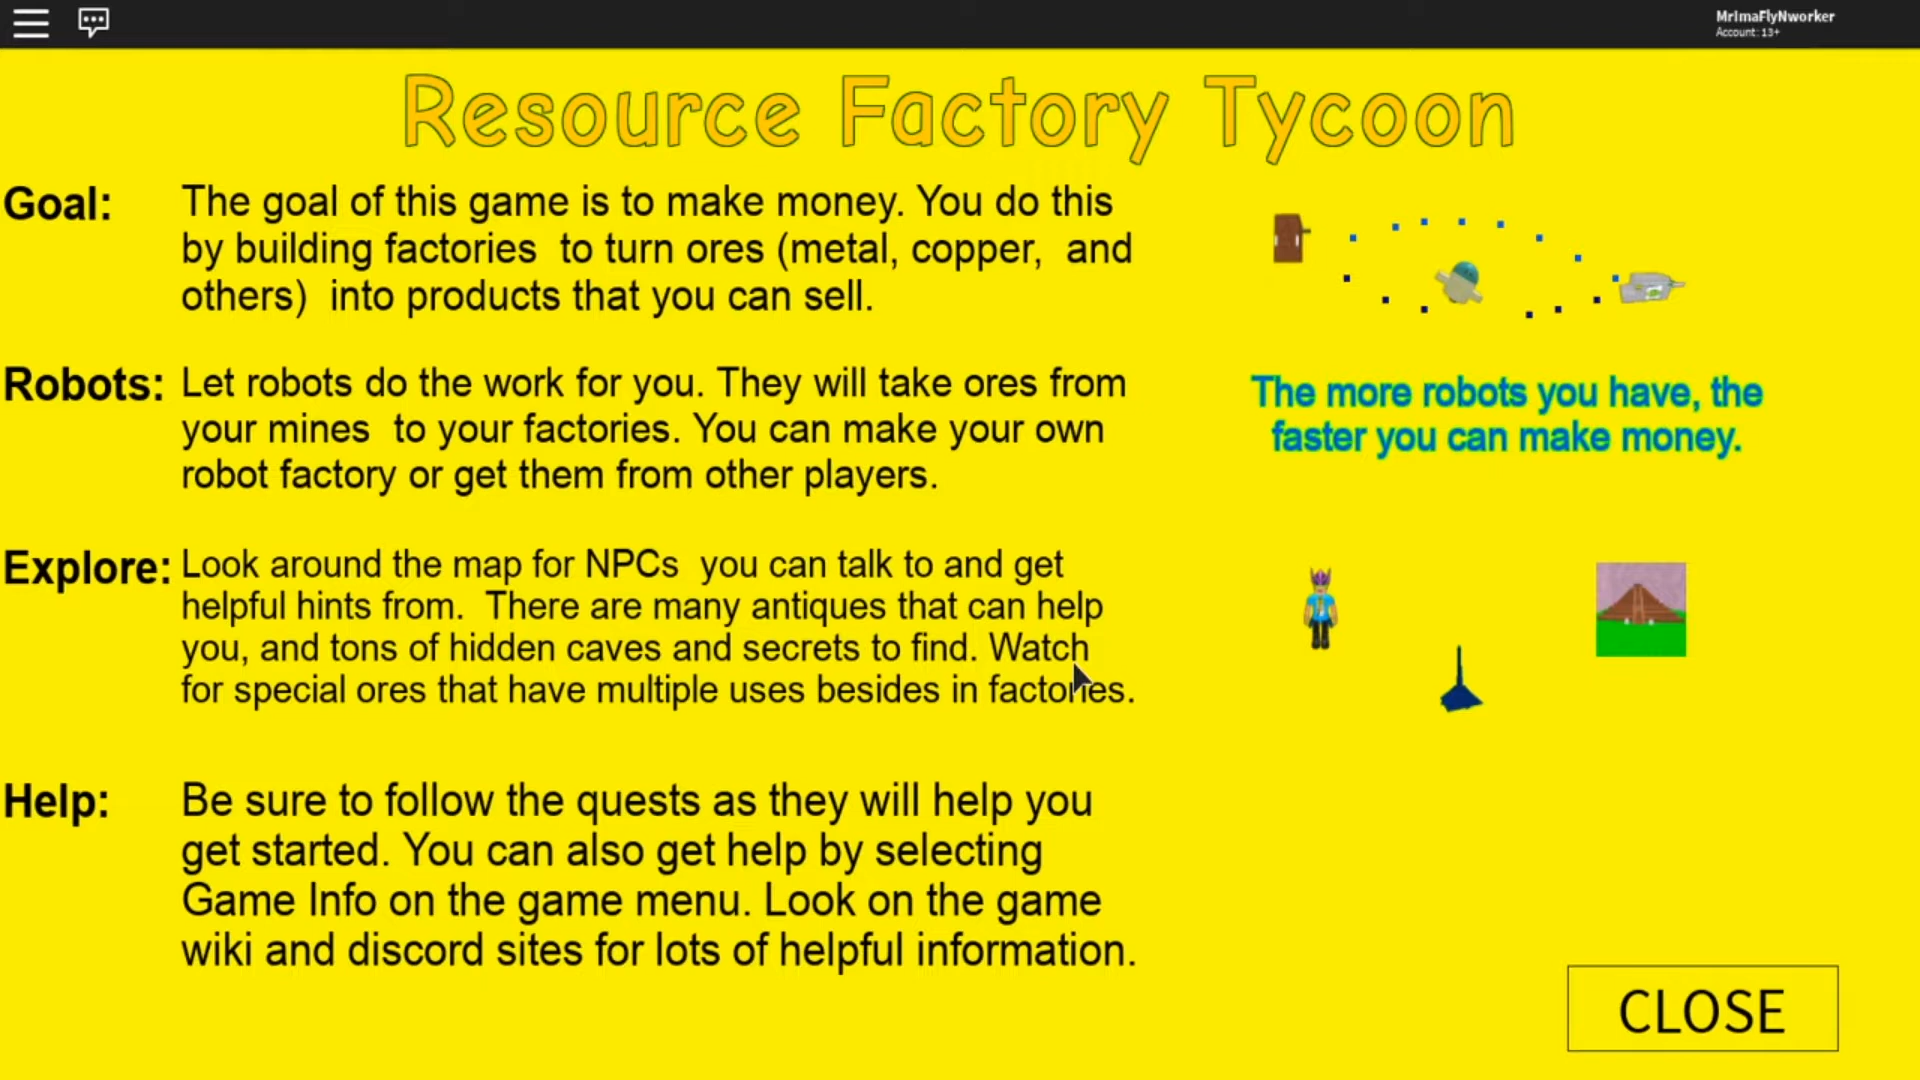 MrImaFlyNworker
Account: 13+
Resource Factory Tycoon
Goal: The goal of this game is to make money. You do this
by building factories to turn ores (metal, copper, and
others) into products that you can sell.
Robots: Let robots do the work for you. They will take ores from
your mines to your factories. You can make your own
robot factory or get them from other players.
The more robots you have, the
faster you can make money.
Explore: Look around the map for NPCs you can talk to and get
helpful hints from. There are many antiques that can help
you, and tons of hidden caves and secrets to find. Watch
for special ores that have multiple uses besides in factories.
Help: Be sure to follow the quests as they will help you
get started. You can also get help by selecting
Game Info on the game menu. Look on the game
wiki and discord sites for lots of helpful information.
CLOSE